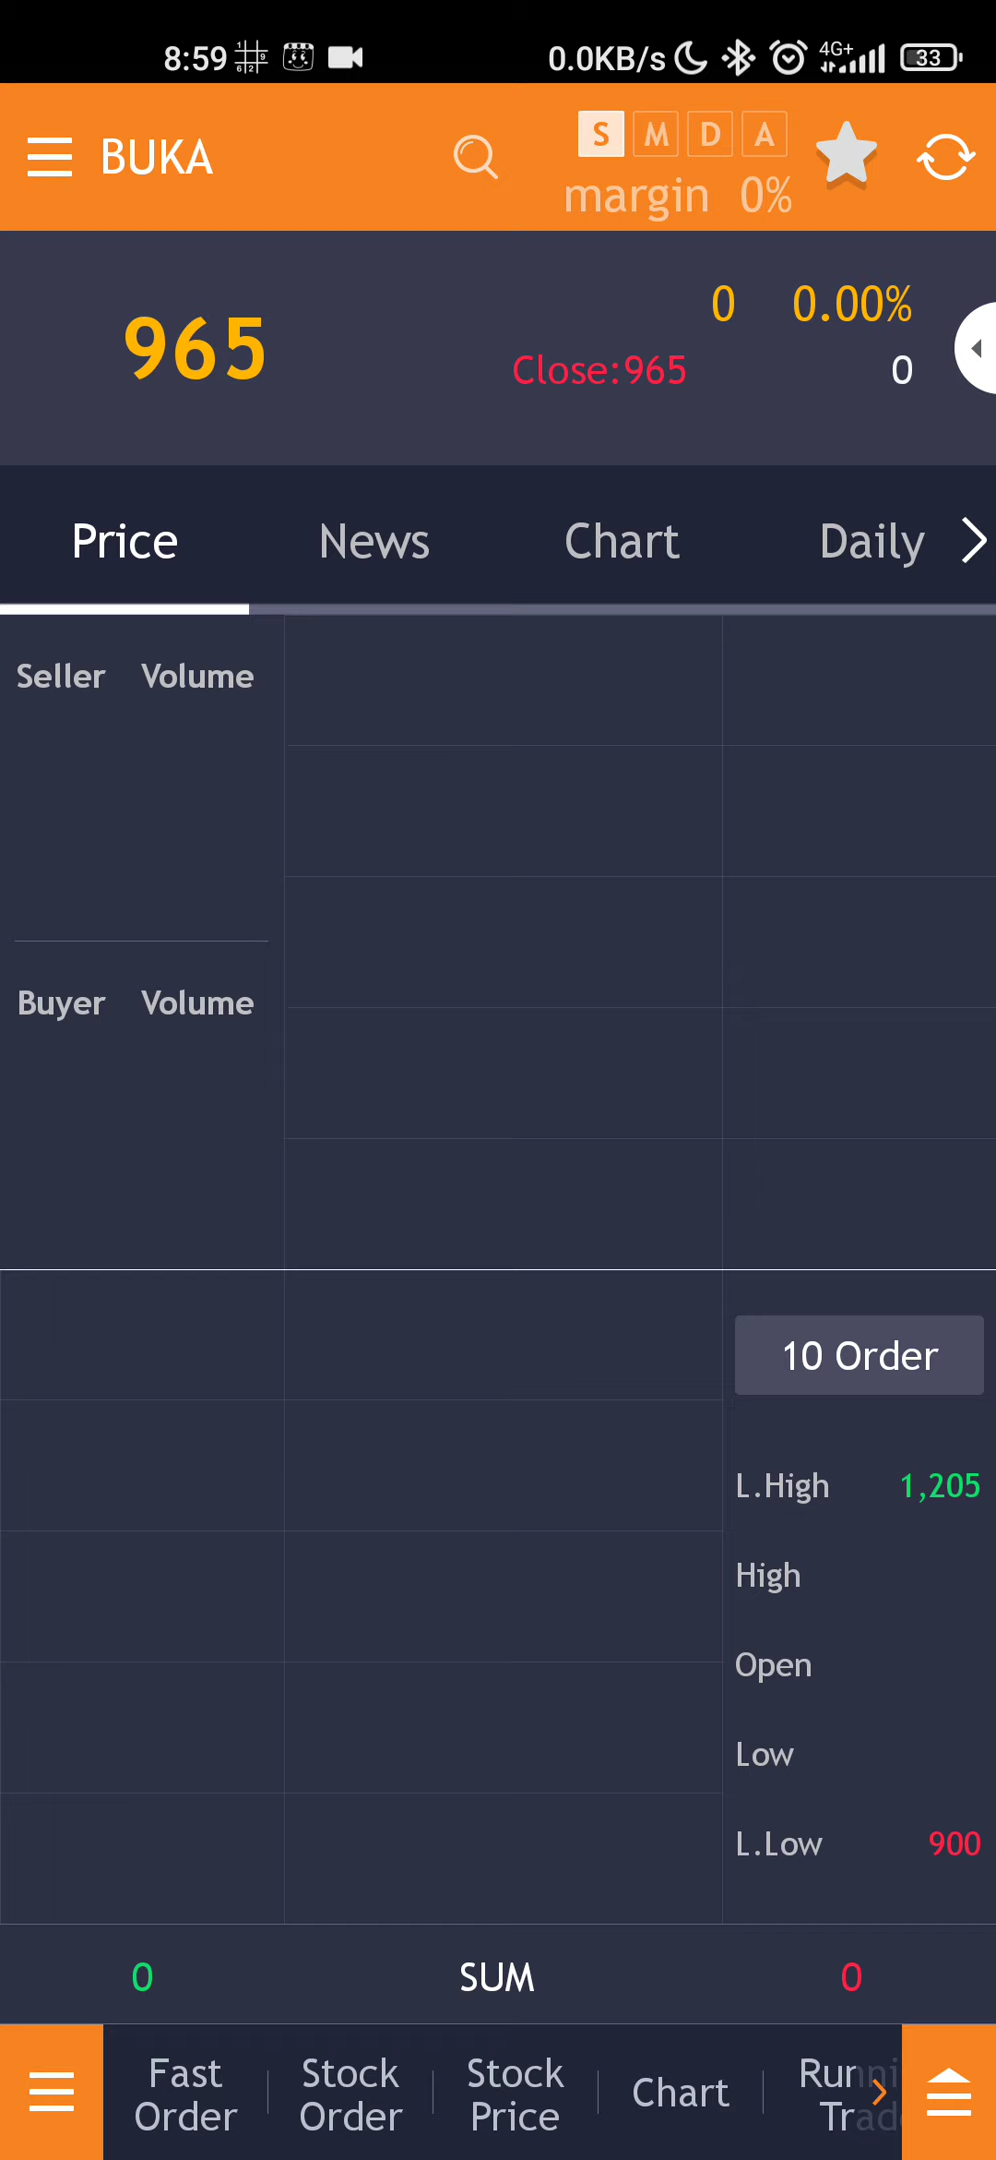 8:59 0.0KB/s 4G+ 33
BUKA S M D A
margin 0%
965 0 0.00%
Close:965 0
Price News Chart Daily
Seller Volume
Buyer Volume
10 Order
L.High 1,205
High
Open
Low
L.Low 900
0 SUM 0
Fast Order Stock Order Stock Price Chart